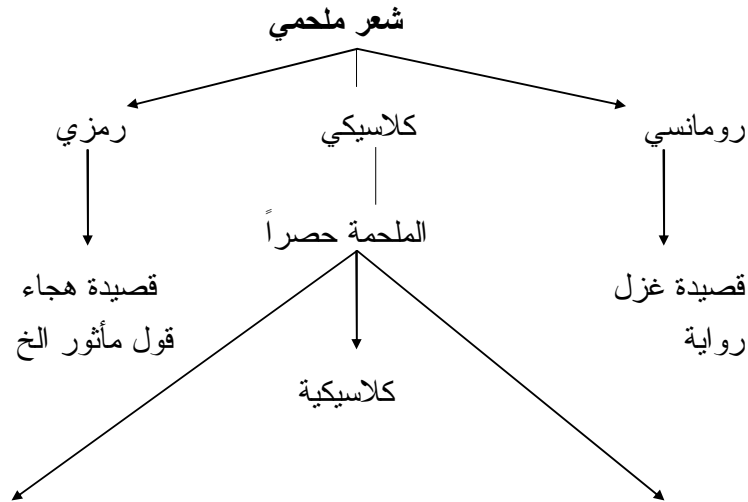 شعر ملحمي
رومانسي
كلاسيكي
رمزي
الملحمة حصراً
قصيدة غزل
رواية
قصيدة هجاء
قول مأثور الخ
كلاسيكية